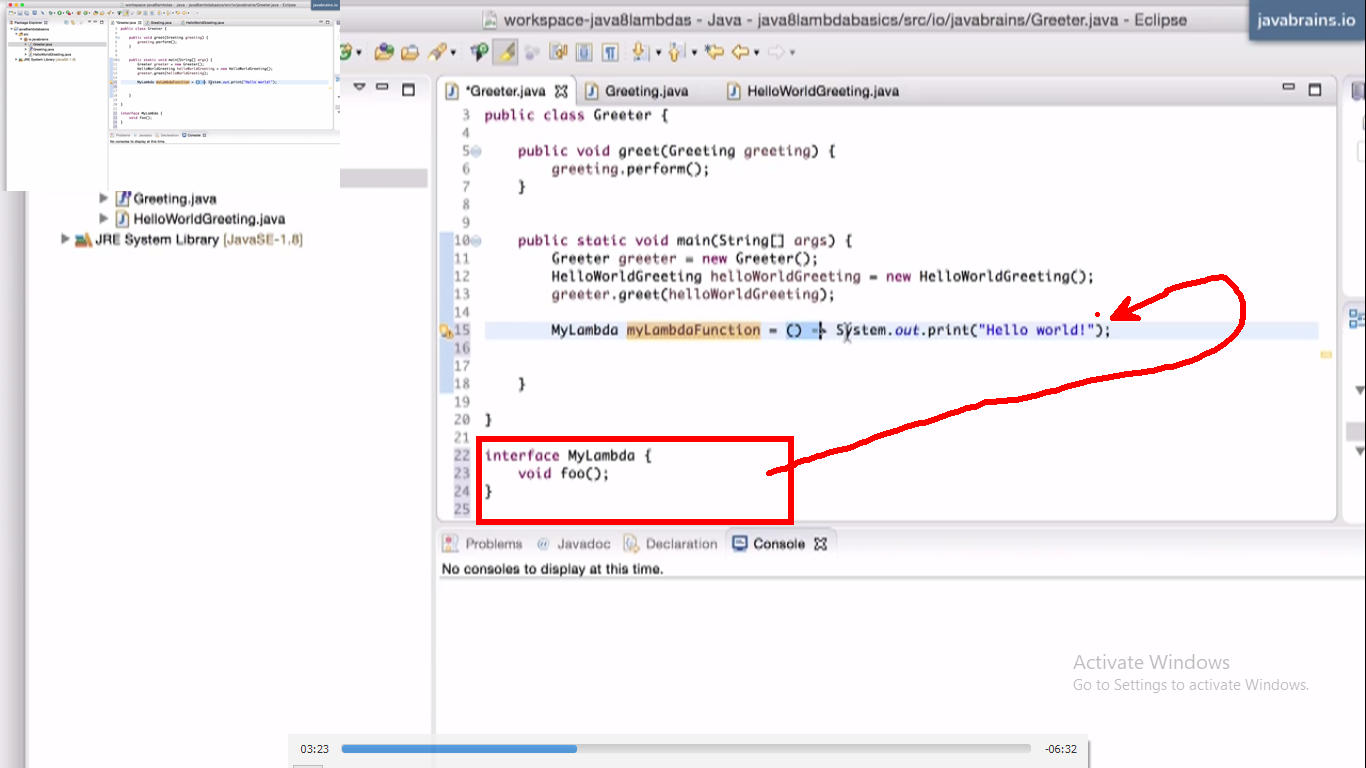 workspace-java8lambdas - Java - java8lambdabasics/src/io/javabrains/Greeter.java - Eclipse
javabrains.io
*Greeter.java
Greeting.java
HelloWorldGreeting.java
Greeting.java
HelloWorldGreeting.java
JRE System Library [JavaSE-1.8]
3 public class Greeter {
4
5 public void greet(Greeting greeting) {
6 greeting.perform();
7 }
8
9
10 public static void main(String[] args) {
11 Greeter greeter = new Greeter();
12 HelloWorldGreeting helloWorldGreeting = new HelloWorldGreeting();
13 greeter.greet(helloWorldGreeting);
14
15 MyLambda myLambdaFunction = () -> System.out.print("Hello world!");
16
17
18 }
19
20 }
21
22 interface MyLambda {
23 void foo();
24 }
25
Problems @ Javadoc Declaration Console
No consoles to display at this time.
Activate Windows
Go to Settings to activate Windows.
03:23 -06:32